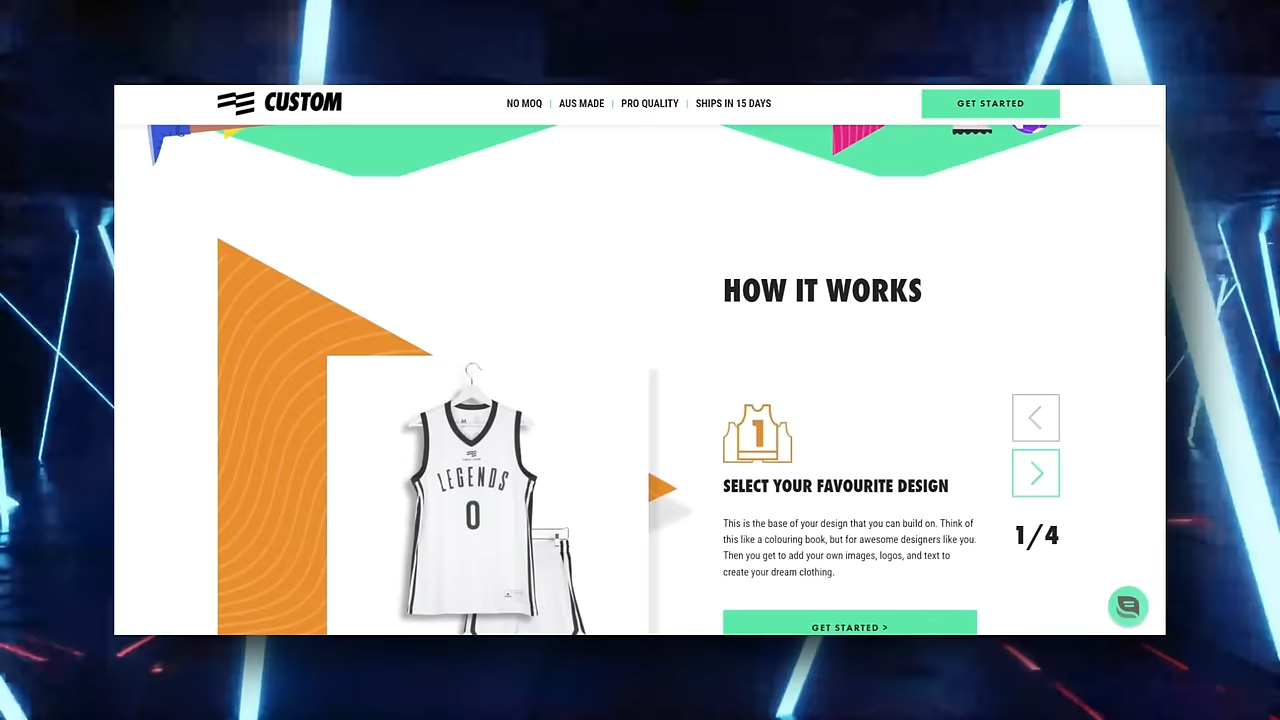 CUSTOM
NO MOQ | AUS MADE | PRO QUALITY | SHIPS IN 15 DAYS
GET STARTED
HOW IT WORKS
LEGENDS
0
1
SELECT YOUR FAVOURITE DESIGN
This is the base of your design that you can build on. Think of
this like a colouring book, but for awesome designers like you.
Then you get to add your own images, logos, and text to
create your dream clothing.
1/4
GET STARTED >